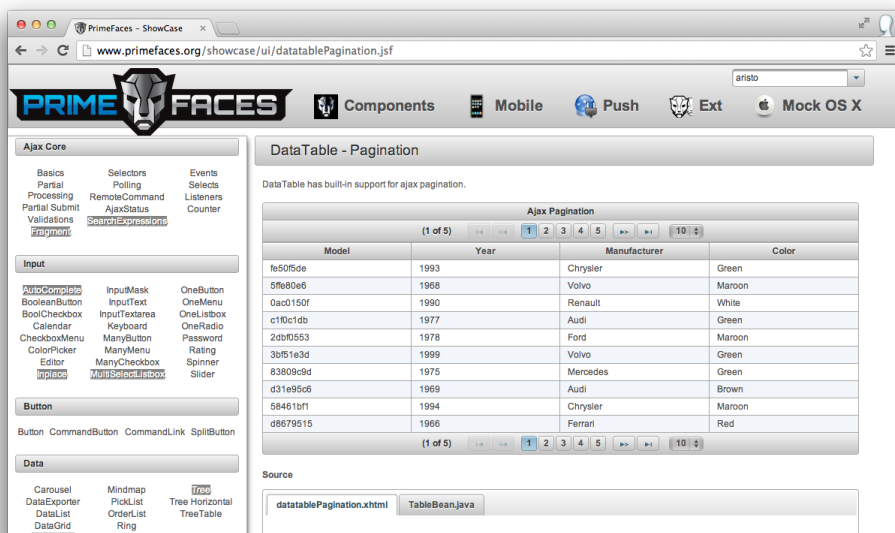 PrimeFaces - ShowCase
www.primefaces.org/showcase/ui/datatablePagination.jsf
aristo
PRIME FACES
Components Mobile Push Ext Mock OS X
Ajax Core
Basics Selectors Events
Partial Processing Polling Selects
RemoteCommand Listeners
Partial Submit AjaxStatus Counter
Validations SearchExpressions
Fragment
Input
AutoComplete InputMask OneButton
BooleanButton InputText OneMenu
BoolCheckbox InputTextarea OneListbox
Calendar Keyboard OneRadio
CheckboxMenu ManyButton Password
ColorPicker ManyMenu Rating
Editor ManyCheckbox Spinner
Inplace MultiSelectListbox Slider
Button
Button CommandButton CommandLink SplitButton
Data
Carousel Mindmap Tree
DataExporter PickList Tree Horizontal
DataList OrderList TreeTable
DataGrid Ring
DataTable - Pagination
DataTable has built-in support for ajax pagination.
Ajax Pagination
(1 of 5) 1 2 3 4 5 10
Model Year Manufacturer Color
fe50f5de 1993 Chrysler Green
5ffe80e6 1968 Volvo Maroon
0ac0150f 1990 Renault White
c1f0c1db 1977 Audi Green
2dbf0553 1978 Ford Maroon
3bf51e3d 1999 Volvo Green
83809c9d 1975 Mercedes Green
d31e95c6 1969 Audi Brown
58461bf1 1994 Chrysler Maroon
d8679515 1966 Ferrari Red
(1 of 5) 1 2 3 4 5 10
Source
datatablePagination.xhtml TableBean.java